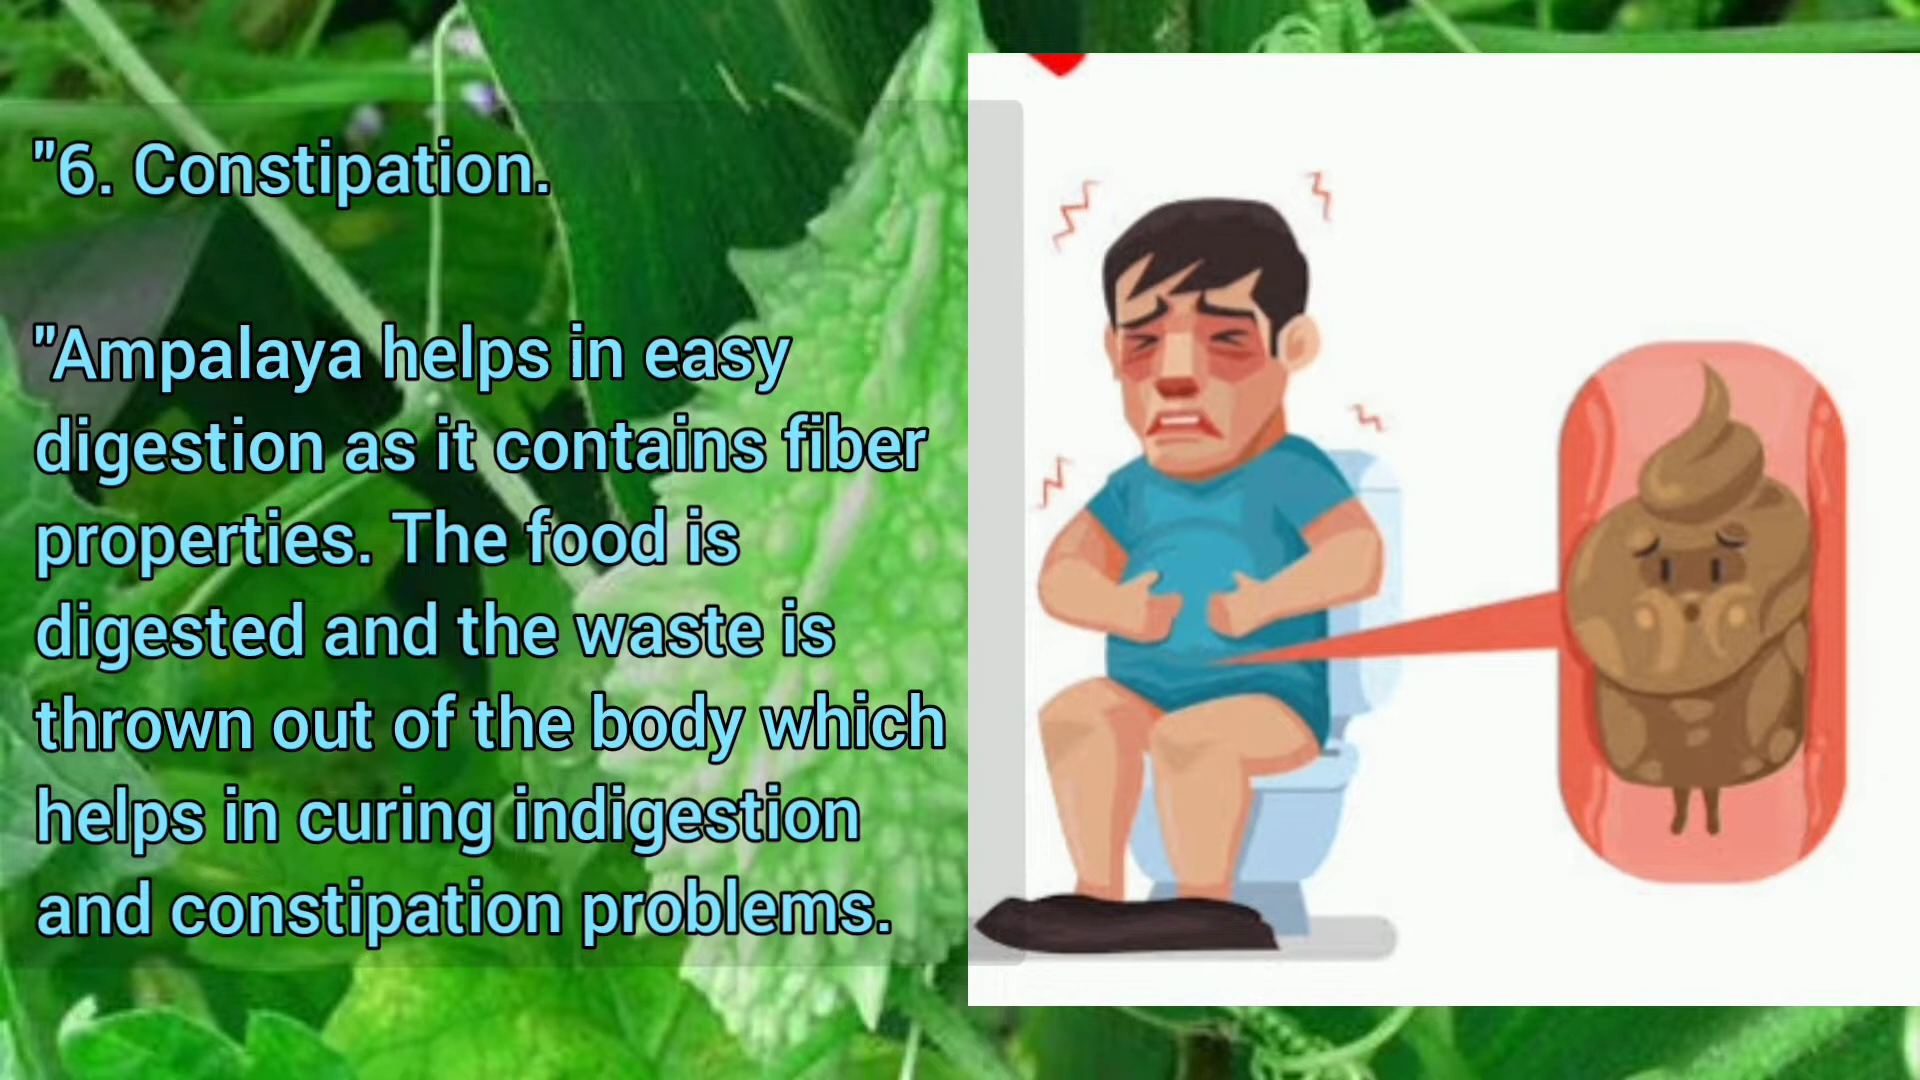 "6. Constipation.
"Ampalaya helps in easy
digestion as it contains fiber
properties. The food is
digested and the waste is
thrown out of the body which
helps in curing indigestion
and constipation problems.